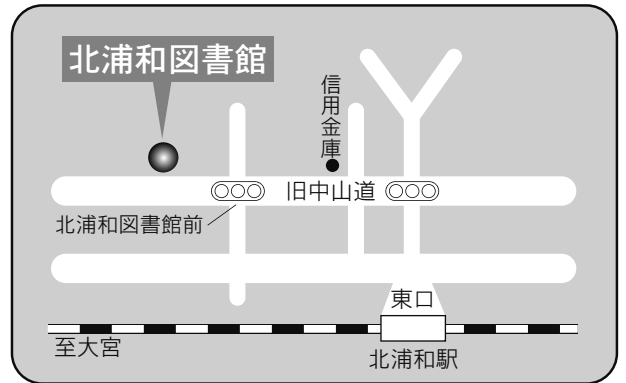 北浦和図書館
信用金庫
旧中山道
北浦和図書館前
東口
至大宮
北浦和駅